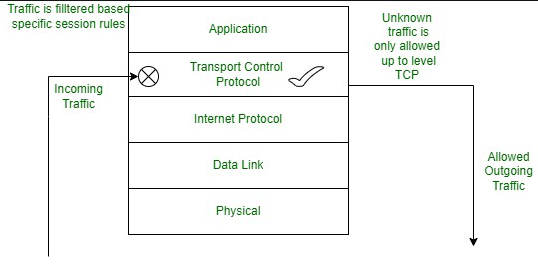 Traffic is filltered based
specific session rules
Incoming
Traffic
Application
Transport Control
Protocol
Internet Protocol
Data Link
Physical
Unknown
traffic is
only allowed
up to level
TCP
Allowed
Outgoing
Traffic